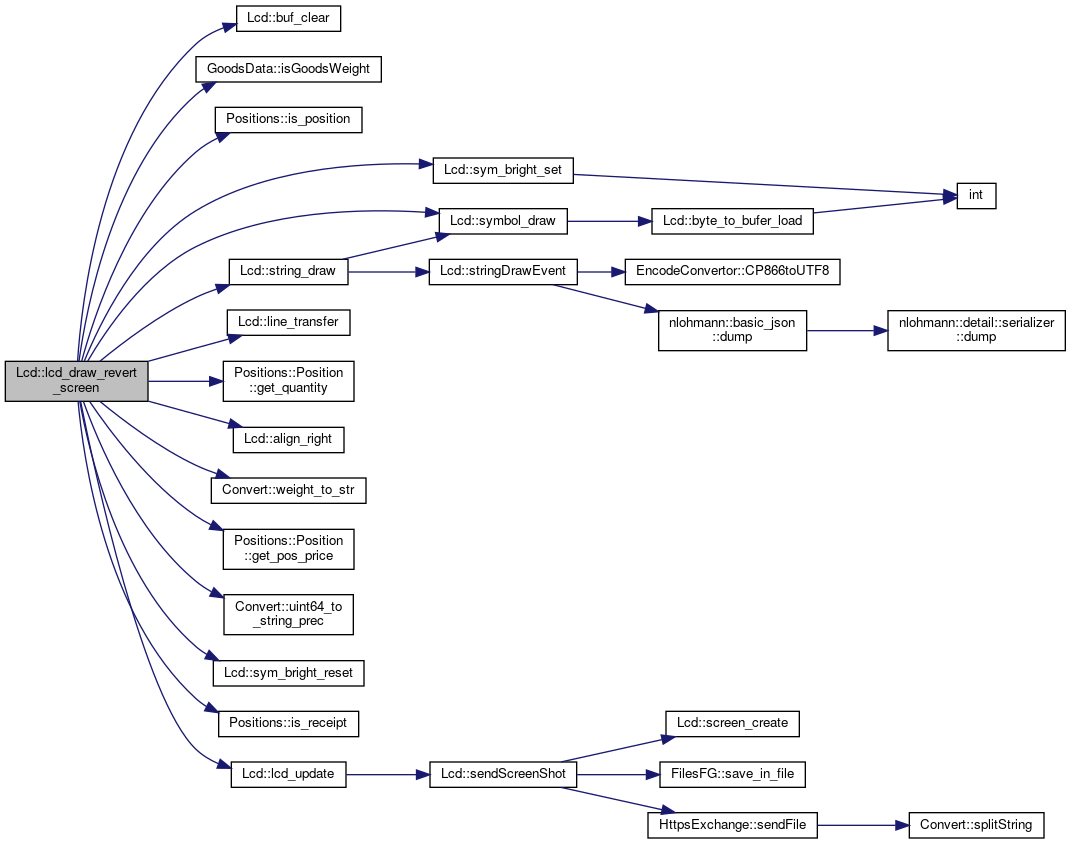 Lcd::buf_clear
GoodsData::isGoodsWeight
Positions::is_position
Lcd::sym_bright_set
int
Lcd::symbol_draw
Lcd::byte_to_bufer_load
Lcd::string_draw
Lcd::stringDrawEvent
EncodeConvertor::CP866toUTF8
Lcd::line_transfer
nlohmann::basic_json
::dump
nlohmann::detail::serializer
::dump
Lcd::lcd_draw_revert
_screen
Positions::Position
::get_quantity
Lcd::align_right
Convert::weight_to_str
Positions::Position
::get_pos_price
Convert::uint64_to
_string_prec
Lcd::sym_bright_reset
Positions::is_receipt
Lcd::screen_create
Lcd::lcd_update
Lcd::sendScreenShot
FilesFG::save_in_file
HttpsExchange::sendFile
Convert::splitString